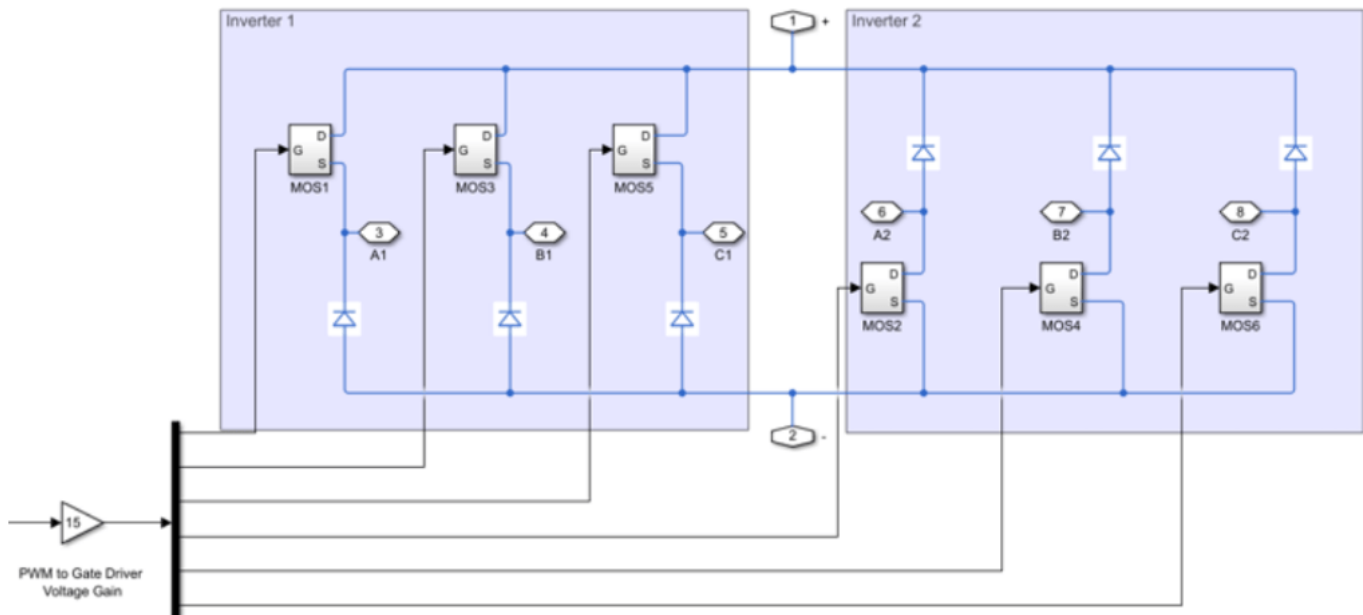 Inverter 1
1 +
Inverter 2
D
G
S
MOS1
D
G
S
MOS3
D
G
S
MOS5
3
A1
4
B1
5
C1
6
A2
7
B2
8
C2
D
G
S
MOS2
D
G
S
MOS4
D
G
S
MOS6
2 -
15
PWM to Gate Driver
Voltage Gain